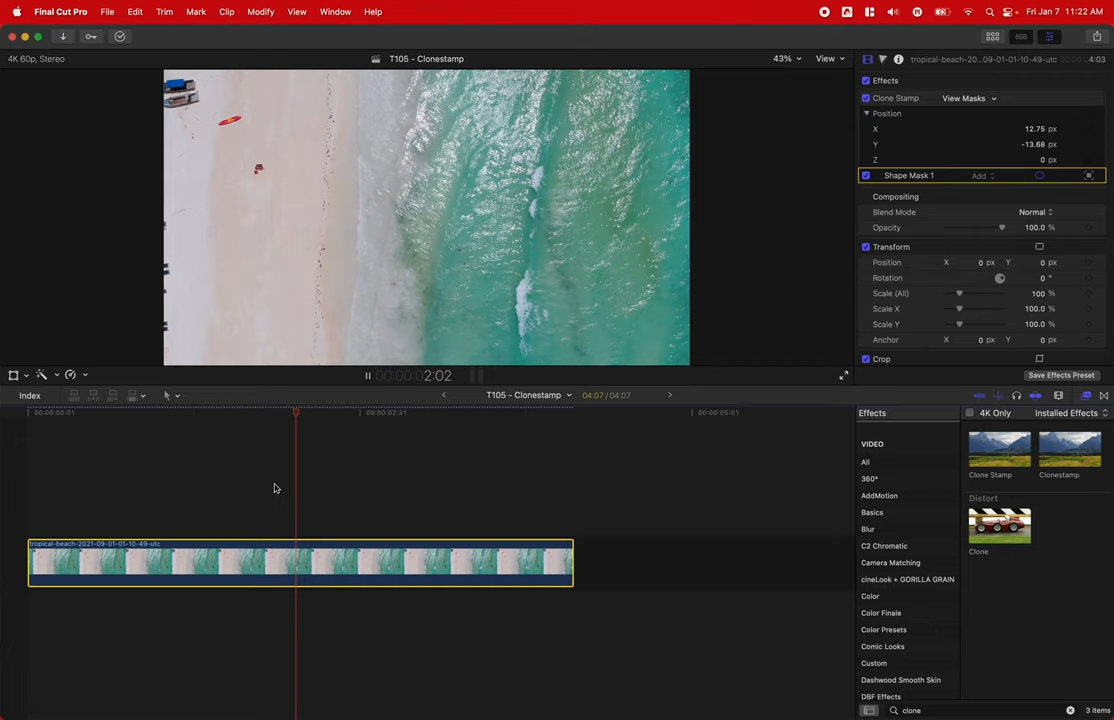 Final Cut Pro File Edit Trim Mark Clip Modify View Window Help Fri Jan 7 11:22 AM
4K 60p, Stereo T105 - Clonestamp 43% View tropical-beach-20...09-01-01-10-49-utc 00:00:04:03
Effects
Clone Stamp View Masks
Position
X 12.75 px
Y -13.68 px
Z 0 px
Shape Mask 1 Add
Compositing
Blend Mode Normal
Opacity 100.0 %
Transform
Position X 0 px Y 0 px
Rotation 0 °
Scale (All) 100 %
Scale X 100.0 %
Scale Y 100.0 %
Anchor X 0 px Y 0 px
Crop
00:00:02:02 Save Effects Preset
Index T105 - Clonestamp 04:07 / 04:07
00:00:00:01 00:00:02:31 00:00:05:01
Effects 4K Only Installed Effects
VIDEO
All
360°
AddMotion
Basics
Blur
C2 Chromatic
Camera Matching
cineLook + GORILLA GRAIN
Color
Color Finale
Color Presets
Comic Looks
Custom
Dashwood Smooth Skin
DBF Effects
Clone Stamp Clonestamp
Distort
Clone
tropical-beach-2021-09-01-01-10-49-utc
clone 3 items